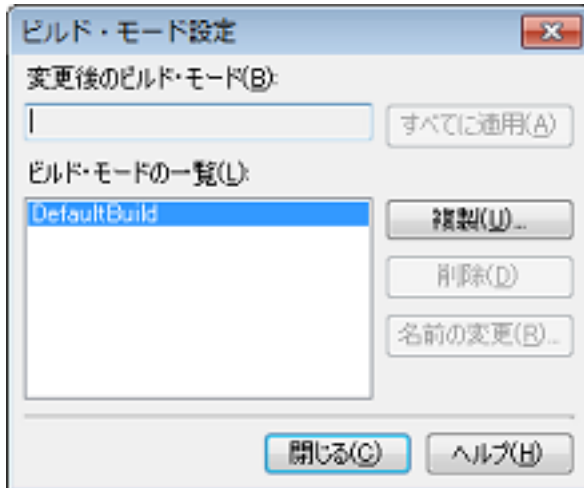 ビルド・モード設定
変更後のビルド・モード(B):
すべてに適用(A)
ビルド・モードの一覧(L):
DefaultBuild
複製(U)...
削除(D)
名前の変更(R)...
閉じる(C)
ヘルプ(H)